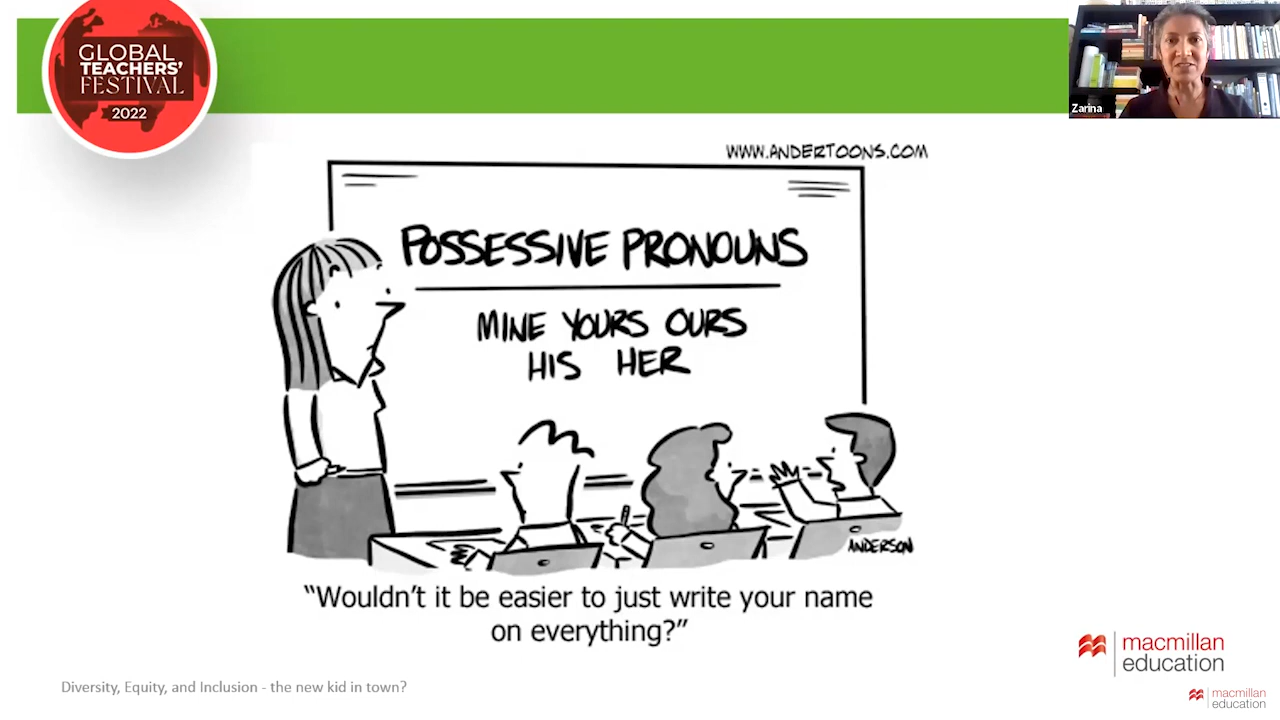 GLOBAL
TEACHERS'
FESTIVAL
2022
Zarina
WWW.ANDERTOONS.COM
POSSESSIVE PRONOUNS
MINE YOURS OURS
HIS HER
ANDERSON
“Wouldn’t it be easier to just write your name
on everything?”
macmillan
education
Diversity, Equity, and Inclusion - the new kid in town?
macmillan
education